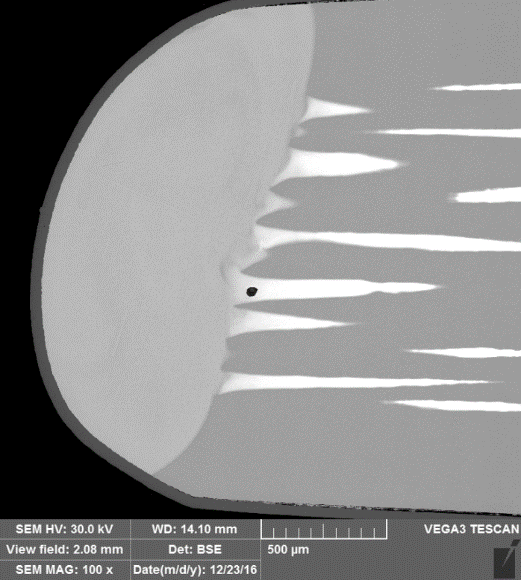 SEM HV: 30.0 kV WD: 14.10 mm VEGA3 TESCAN
View field: 2.08 mm Det: BSE 500 µm
SEM MAG: 100 x Date(m/d/y): 12/23/16